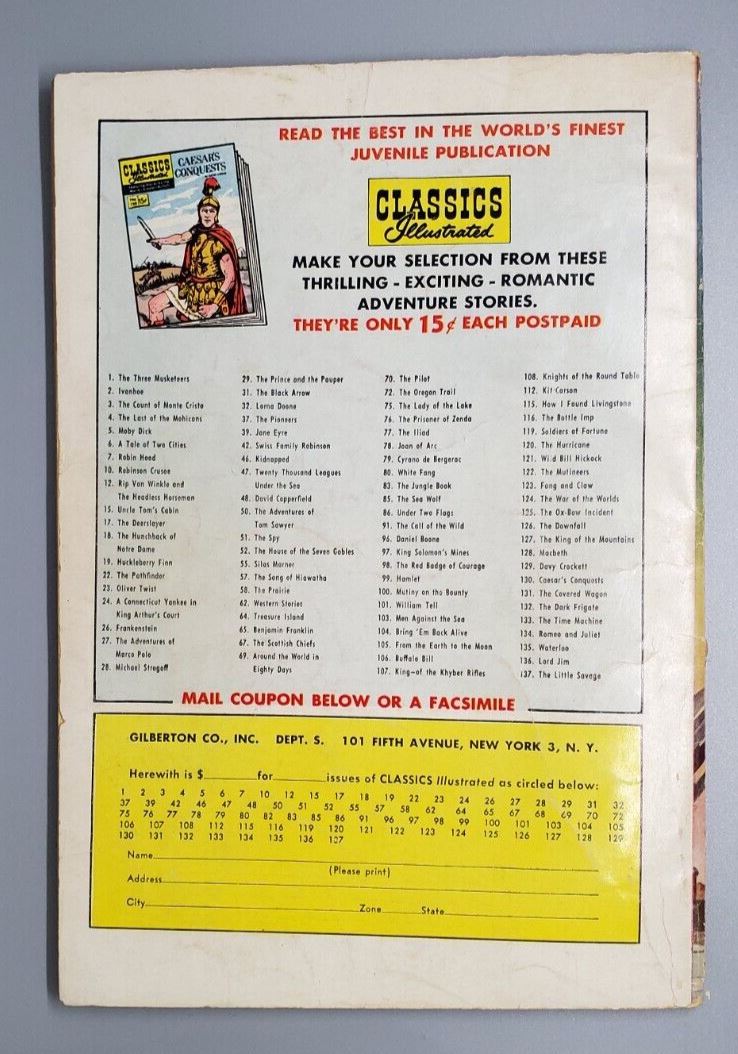 CLASSICS
Illustrated
CAESAR'S
CONQUESTS
15¢
READ THE BEST IN THE WORLD'S FINEST
JUVENILE PUBLICATION
CLASSICS
Illustrated
MAKE YOUR SELECTION FROM THESE
THRILLING - EXCITING - ROMANTIC
ADVENTURE STORIES.
THEY'RE ONLY 15¢ EACH POSTPAID
1. The Three Musketeers
2. Ivanhoe
3. The Count of Monte Cristo
4. The Last of the Mohicans
5. Moby Dick
6. A Tale of Two Cities
7. Robin Hood
10. Robinson Crusoe
12. Rip Van Winkle and
The Headless Horseman
15. Uncle Tom's Cabin
17. The Deerslayer
18. The Hunchback of
Notre Dame
19. Huckleberry Finn
22. The Pathfinder
23. Oliver Twist
24. A Connecticut Yankee in
King Arthur's Court
26. Frankenstein
27. The Adventures of
Marco Polo
28. Michael Strogoff
29. The Prince and the Pauper
31. The Black Arrow
32. Lorna Doone
37. The Pioneers
39. Jane Eyre
42. Swiss Family Robinson
46. Kidnapped
47. Twenty Thousand Leagues
Under the Sea
48. David Copperfield
50. The Adventures of
Tom Sawyer
51. The Spy
52. The House of the Seven Gables
55. Silas Marner
57. The Song of Hiawatha
58. The Prairie
62. Western Stories
64. Treasure Island
65. Benjamin Franklin
67. The Scottish Chiefs
69. Around the World in
Eighty Days
70. The Pilot
72. The Oregon Trail
75. The Lady of the Lake
76. The Prisoner of Zenda
77. The Iliad
78. Joan of Arc
79. Cyrano de Bergerac
80. White Fang
83. The Jungle Book
85. The Sea Wolf
86. Under Two Flags
91. The Call of the Wild
96. Daniel Boone
97. King Solomon's Mines
98. The Red Badge of Courage
99. Hamlet
100. Mutiny on the Bounty
101. William Tell
103. Men Against the Sea
104. Bring 'Em Back Alive
105. From the Earth to the Moon
106. Buffalo Bill
107. King—of the Khyber Rifles
108. Knights of the Round Table
112. Kit Carson
115. How I Found Livingstone
116. The Bottle Imp
119. Soldiers of Fortune
120. The Hurricane
121. Wild Bill Hickock
122. The Mutineers
123. Fang and Claw
124. The War of the Worlds
125. The Ox-Bow Incident
126. The Downfall
127. The King of the Mountains
128. Macbeth
129. Davy Crockett
130. Caesar's Conquests
131. The Covered Wagon
132. The Dark Frigate
133. The Time Machine
134. Romeo and Juliet
135. Waterloo
136. Lord Jim
137. The Little Savage
MAIL COUPON BELOW OR A FACSIMILE
GILBERTON CO., INC. DEPT. S. 101 FIFTH AVENUE, NEW YORK 3, N. Y.
Herewith is $ for issues of CLASSICS Illustrated as circled below:
1 2 3 4 5 6 7 10 12 15 17 18 19 22 23 24 26 27 28 29 31 32
37 39 42 46 47 48 50 51 52 55 57 58 62 64 65 67 68 69 70 72
75 76 77 78 79 80 82 83 85 86 91 96 97 98 99 100 101 103 104 105
106 107 108 112 115 116 119 120 121 122 123 124 125 126 127 128 129
130 131 132 133 134 135 136 137
Name
(Please print)
Address
City Zone State